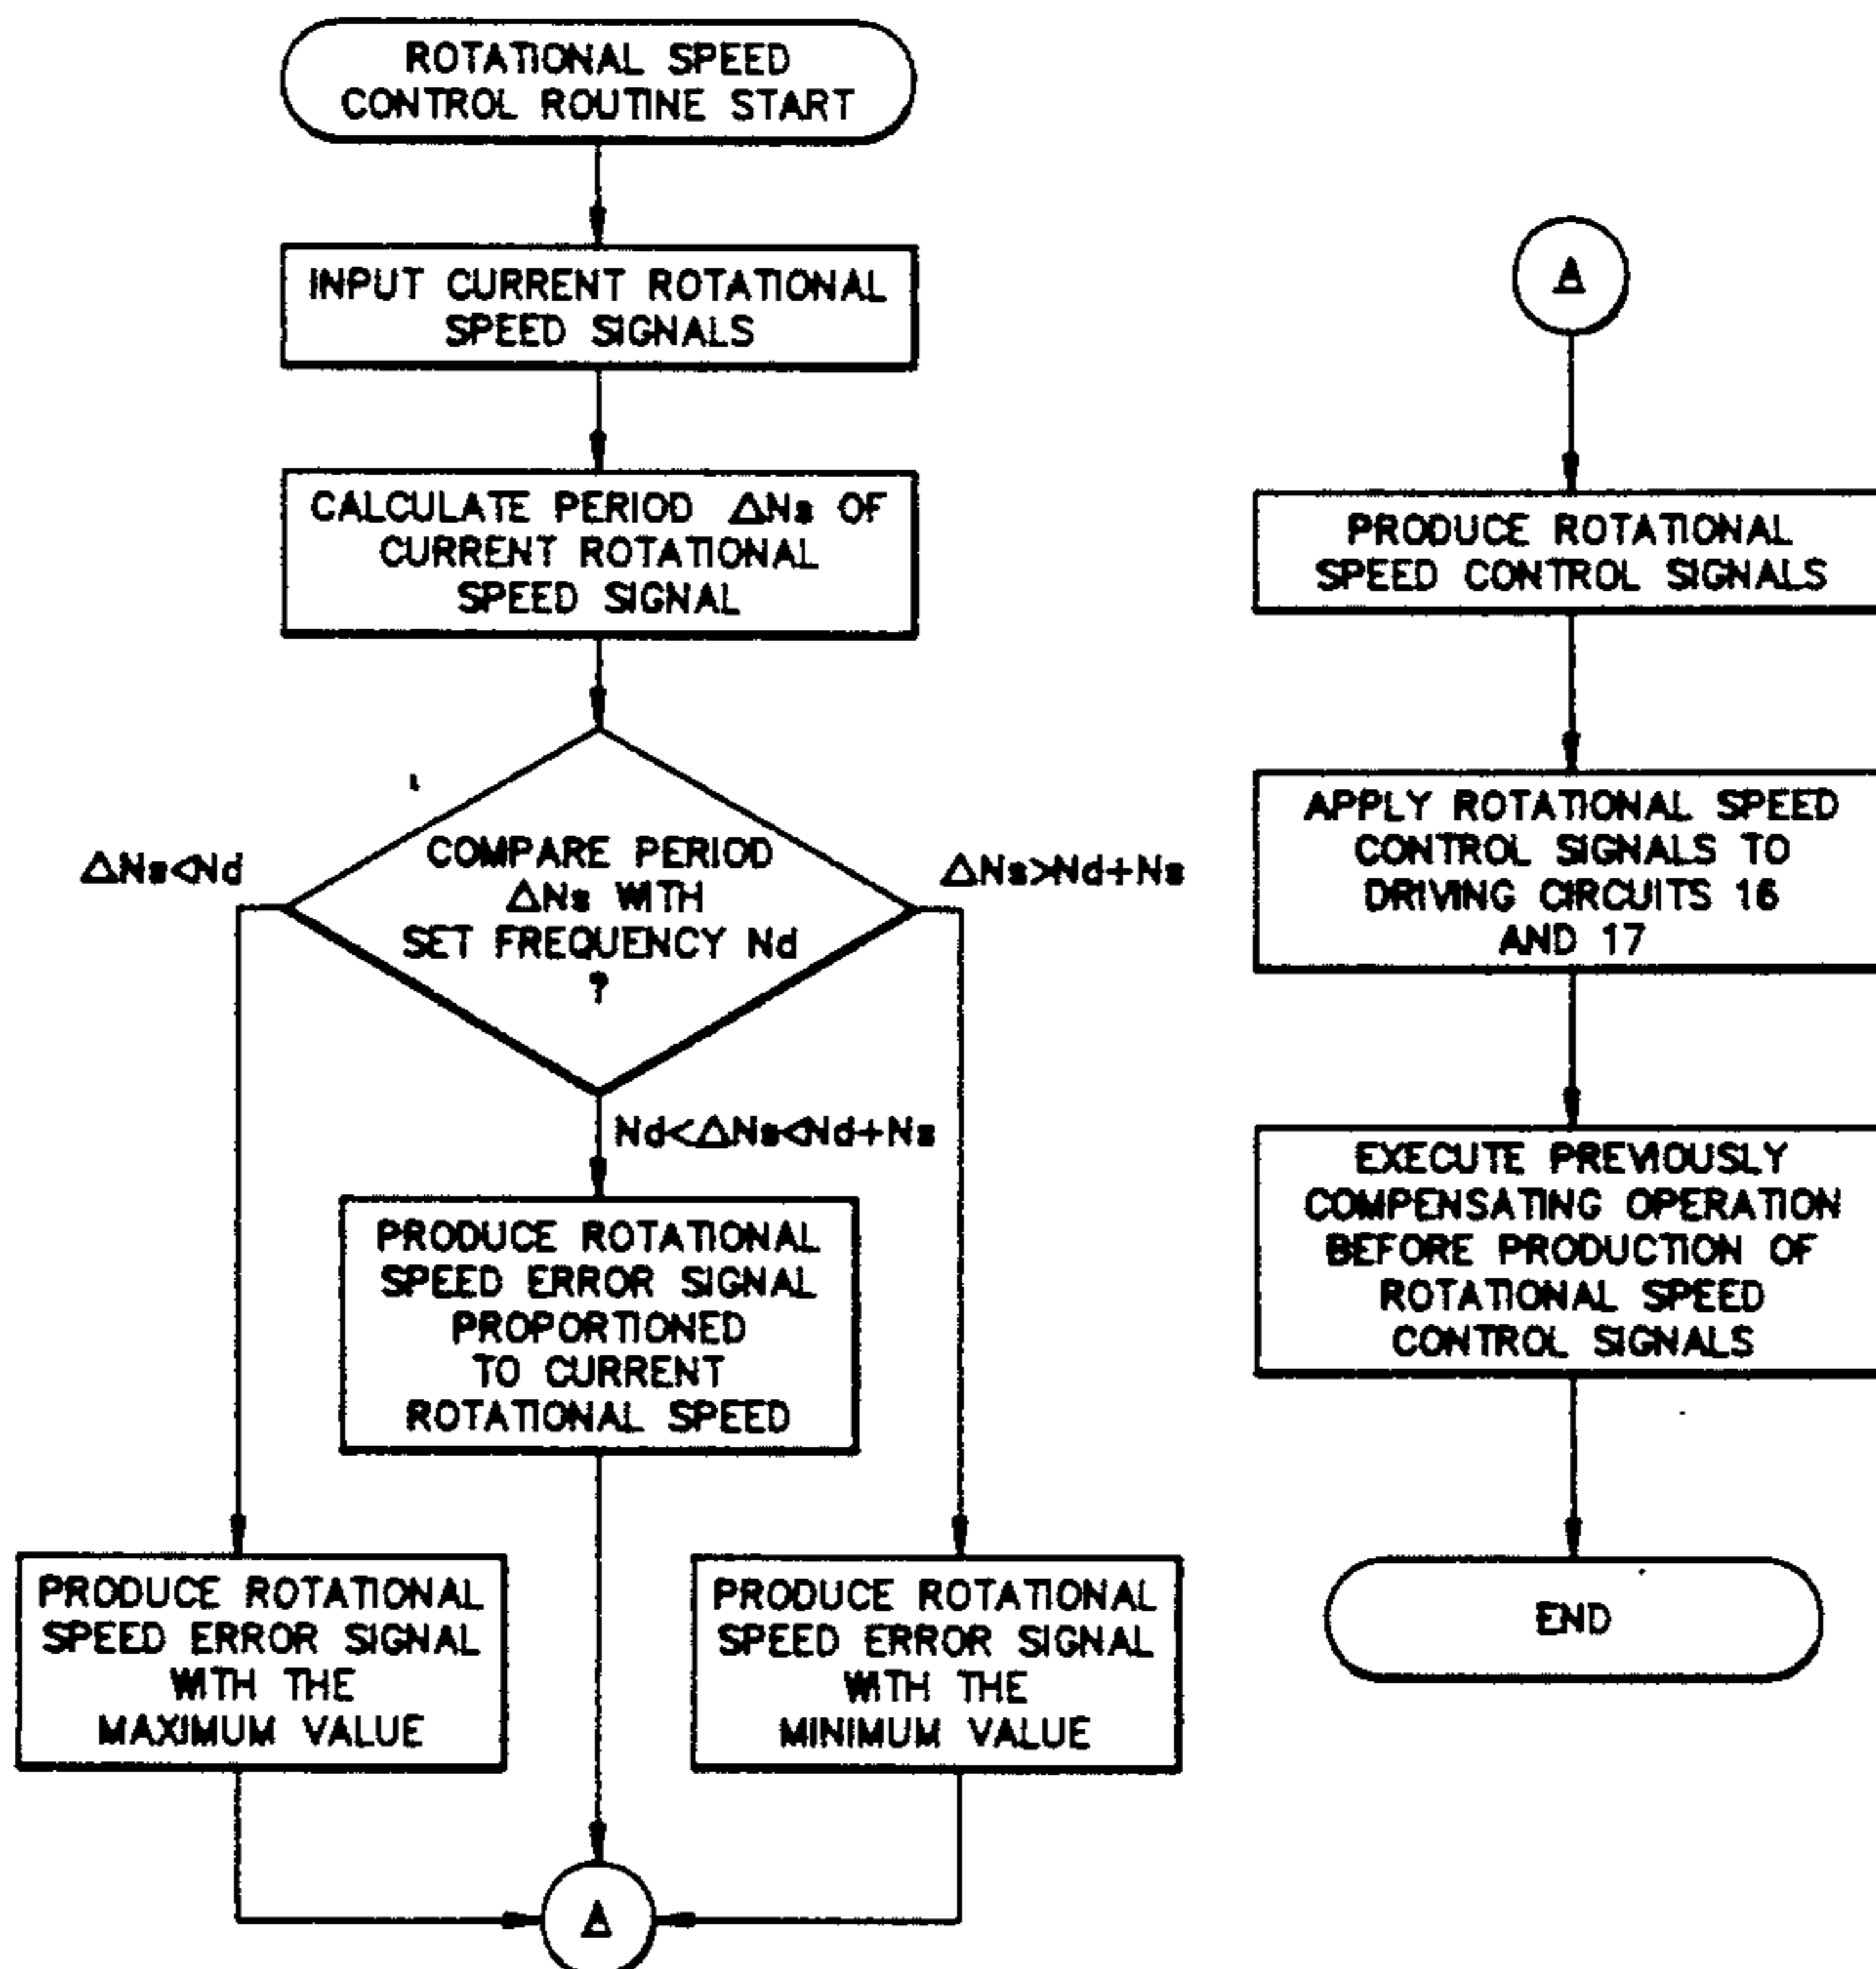 ROTATIONAL SPEED
CONTROL ROUTINE START
INPUT CURRENT ROTATIONAL
SPEED SIGNALS
CALCULATE PERIOD ΔNs OF
CURRENT ROTATIONAL
SPEED SIGNAL
COMPARE PERIOD
ΔNs WITH
SET FREQUENCY Nd
?
ΔNs<Nd
ΔNs>Nd+Ns
Nd<ΔNs<Nd+Ns
PRODUCE ROTATIONAL
SPEED ERROR SIGNAL
PROPORTIONED
TO CURRENT
ROTATIONAL SPEED
PRODUCE ROTATIONAL
SPEED ERROR SIGNAL
WITH THE
MAXIMUM VALUE
PRODUCE ROTATIONAL
SPEED ERROR SIGNAL
WITH THE
MINIMUM VALUE
A
A
PRODUCE ROTATIONAL
SPEED CONTROL SIGNALS
APPLY ROTATIONAL SPEED
CONTROL SIGNALS TO
DRIVING CIRCUITS 16
AND 17
EXECUTE PREVIOUSLY
COMPENSATING OPERATION
BEFORE PRODUCTION OF
ROTATIONAL SPEED
CONTROL SIGNALS
END